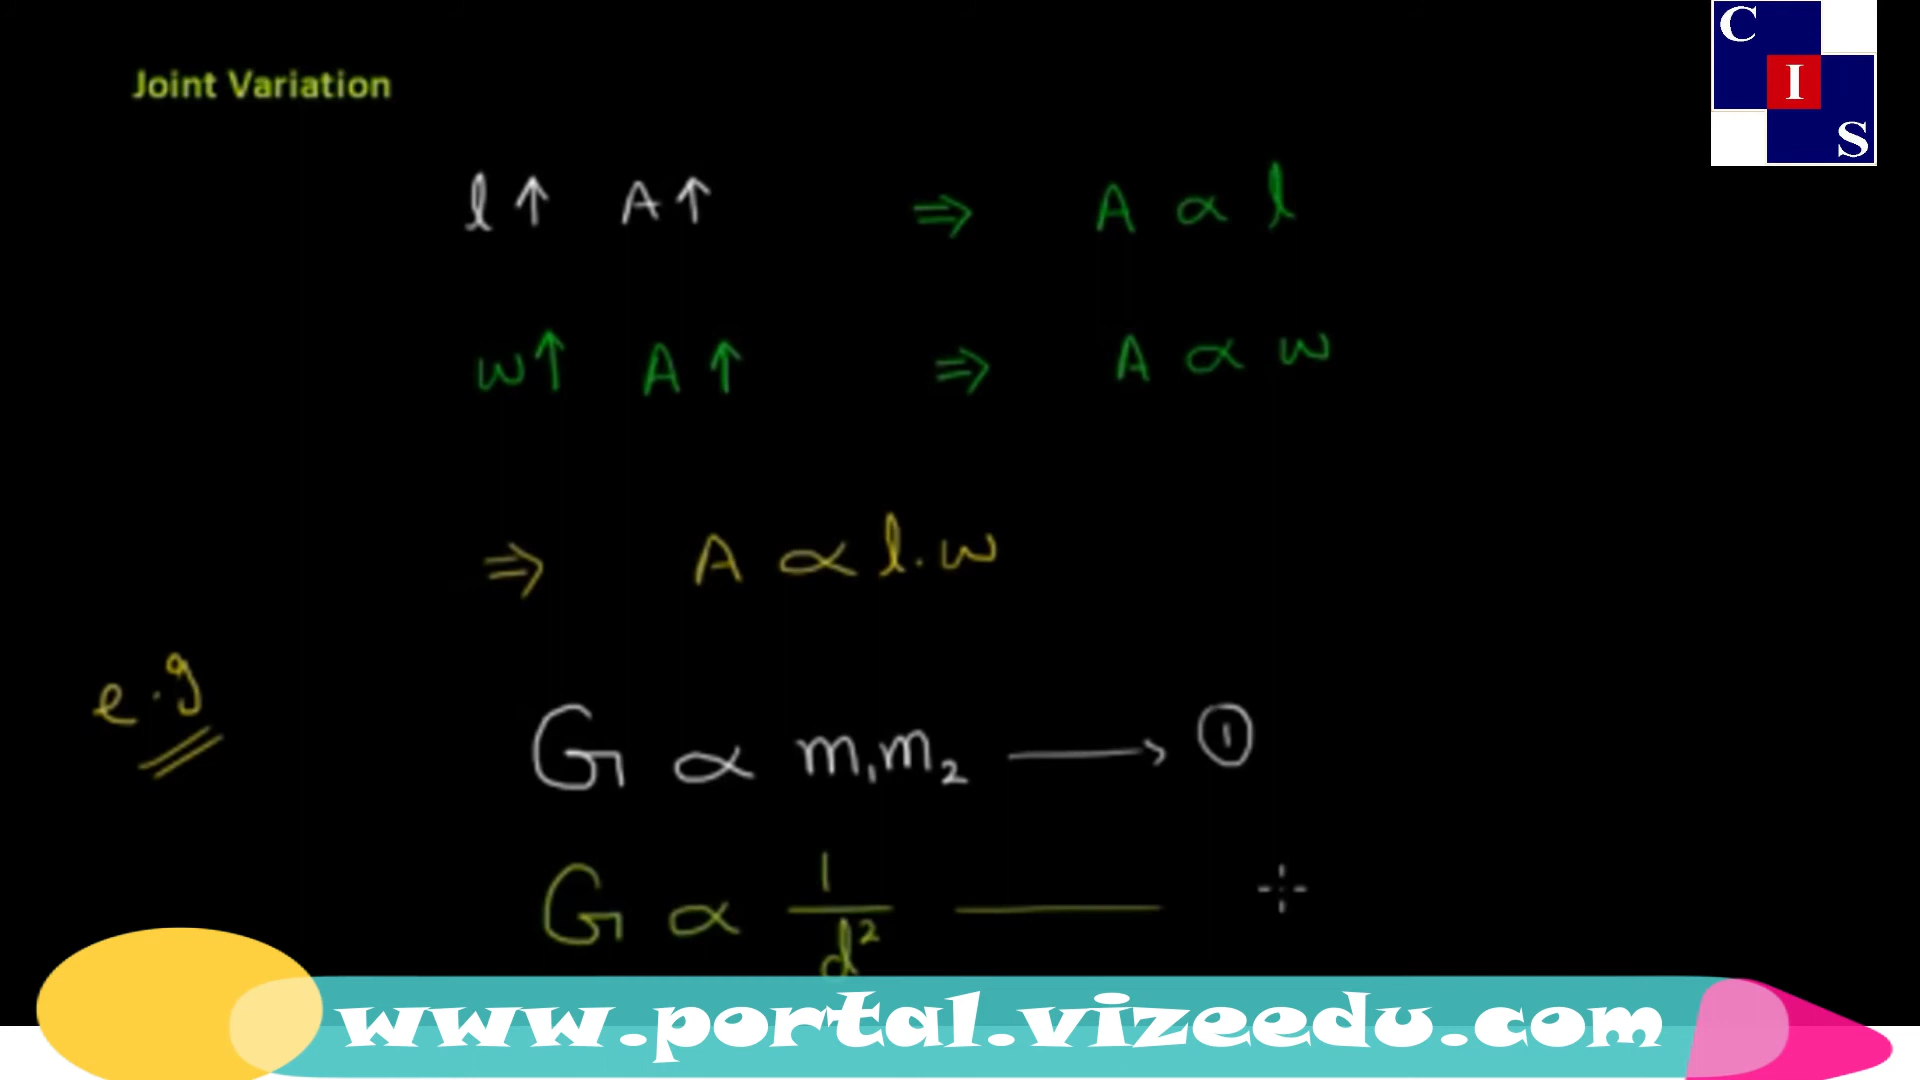 C
I
S
Joint Variation
l↑ A↑ ⇒ A ∝ l
w↑ A↑ ⇒ A ∝ w
⇒ A ∝ l.w
e.g
G ∝ m₁m₂ ⟶ ①
G ∝ 1/d² —
www.portal.vizeedu.com